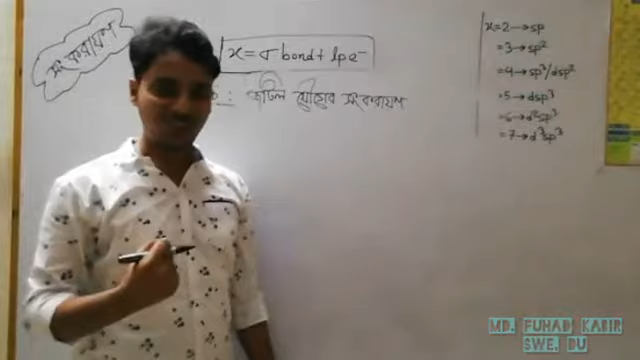 সংকরায়ণ
x = σ bond + lp e⁻
: জটিল যৌগের সংকরায়ণ
x=2→sp
=3→sp²
=4→sp³/dsp²
=5→dsp³
=6→d²sp³
=7→d³sp³
MD. FUHAD KABIR
SWE, DU